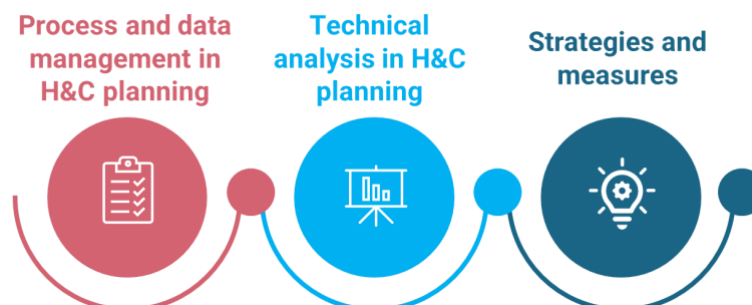 Process and data
management in
H&C planning
Technical
analysis in H&C
planning
Strategies and
measures